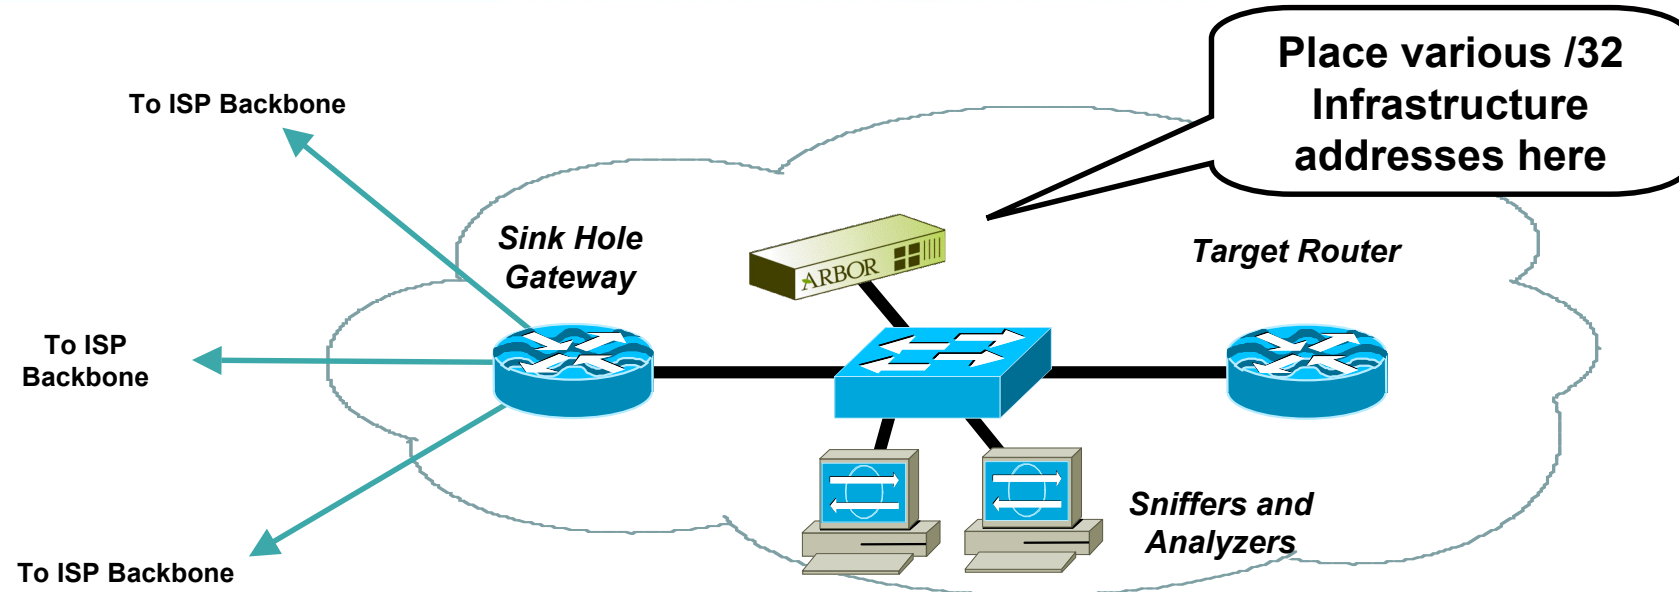 Place various /32
Infrastructure
addresses here
To ISP Backbone
Sink Hole
Gateway
ARBOR
Target Router
To ISP
Backbone
Sniffers and
Analyzers
To ISP Backbone